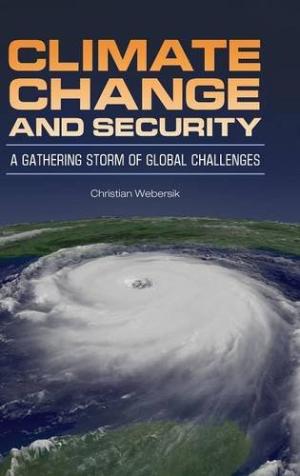 CLIMATE
CHANGE
AND SECURITY
A GATHERING STORM OF GLOBAL CHALLENGES
Christian Webersik